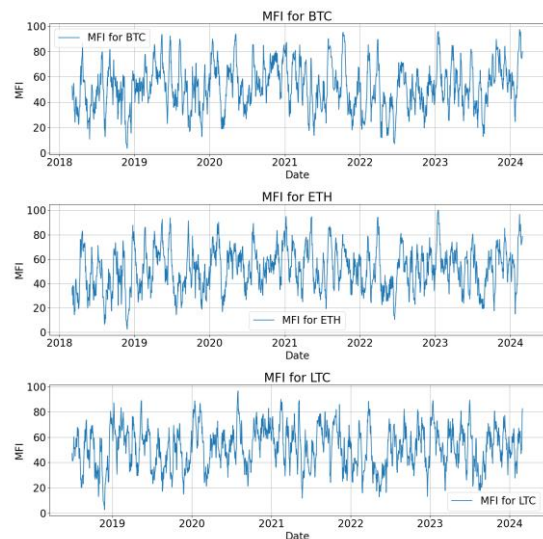 MFI for BTC
100
80
60
40
20
0
MFI
MFI for BTC
2018 2019 2020 2021 2022 2023 2024
Date
MFI for ETH
100
80
60
40
20
0
MFI
MFI for ETH
2018 2019 2020 2021 2022 2023 2024
Date
MFI for LTC
100
80
60
40
20
0
MFI
MFI for LTC
2019 2020 2021 2022 2023 2024
Date